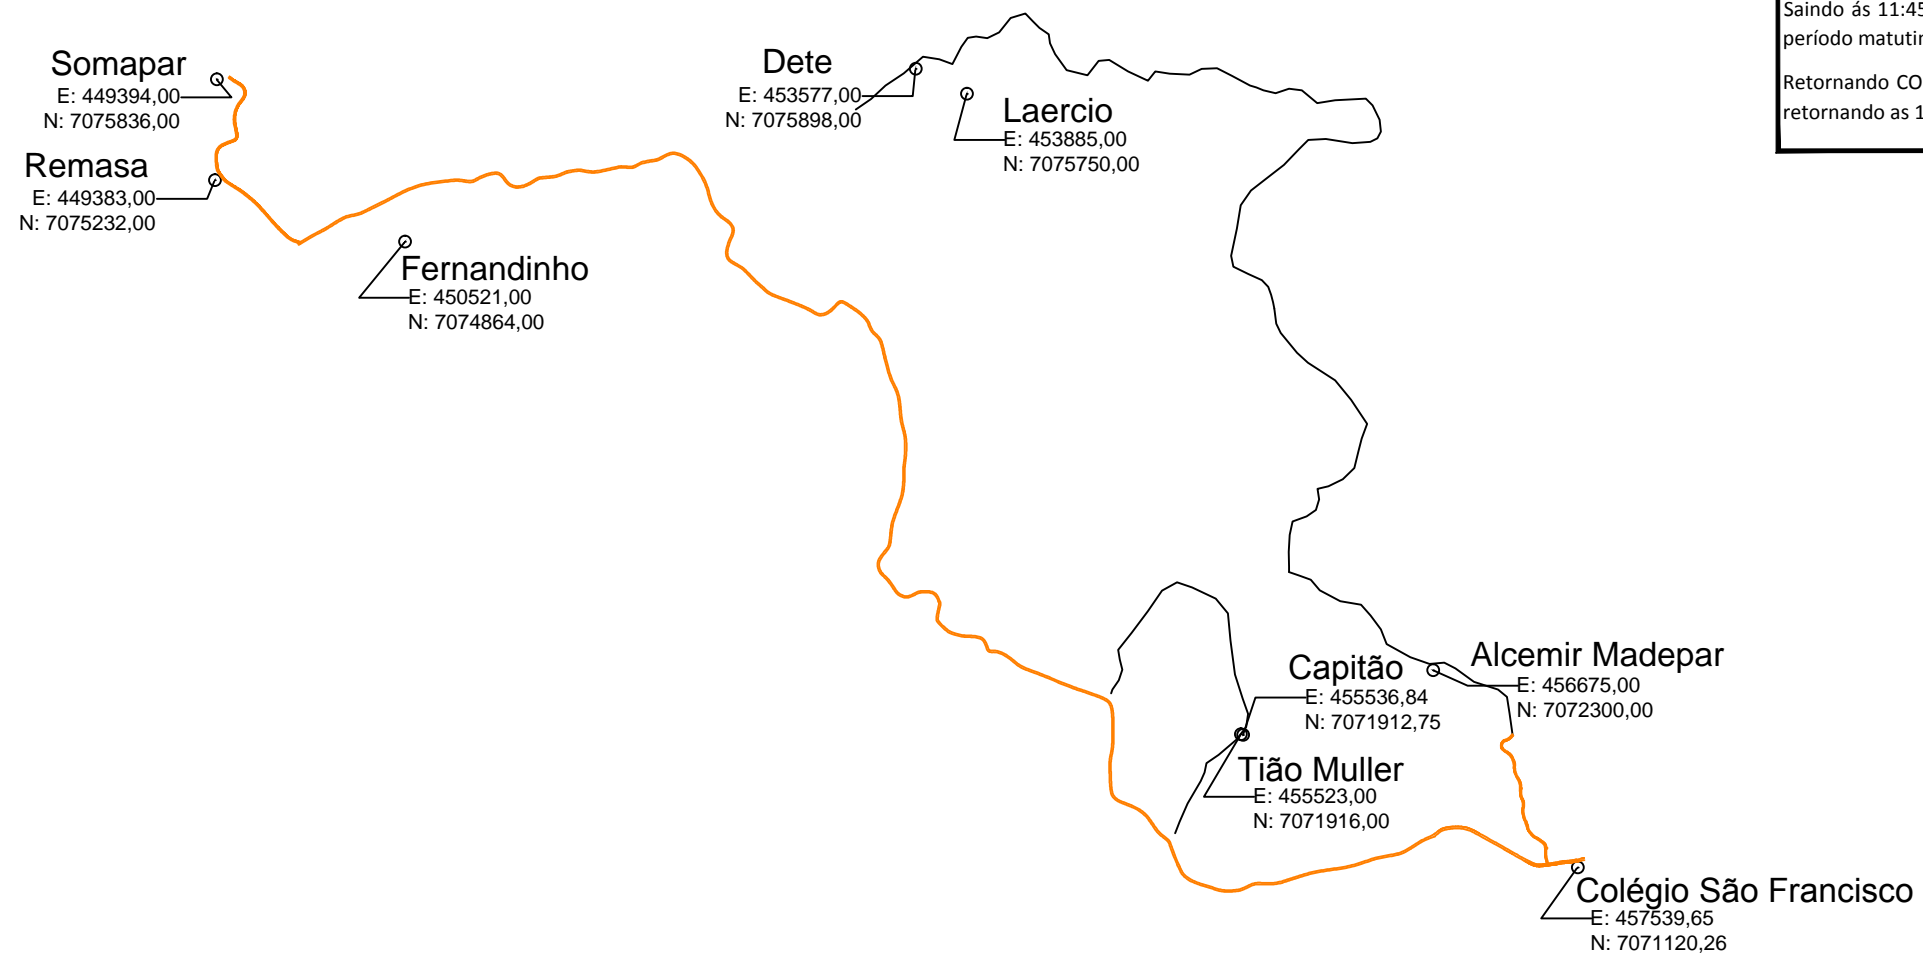 Saindo ás 11:45
período
Retornando
retornando as
Somapar
E: 449394,00
N: 7075836,00
Remasa
E: 449383,00
N: 7075232,00
Fernandinho
E: 450521,00
N: 7074864,00
Dete
E: 453577,00
N: 7075898,00
Laercio
E: 453885,00
N: 7075750,00
Capitão
E: 455536,84
N: 7071912,75
Alcemir Madepar
E: 456675,00
N: 7072300,00
Tião Muller
E: 455523,00
N: 7071916,00
Colégio São Francisco
E: 457539,65
N: 7071120,26